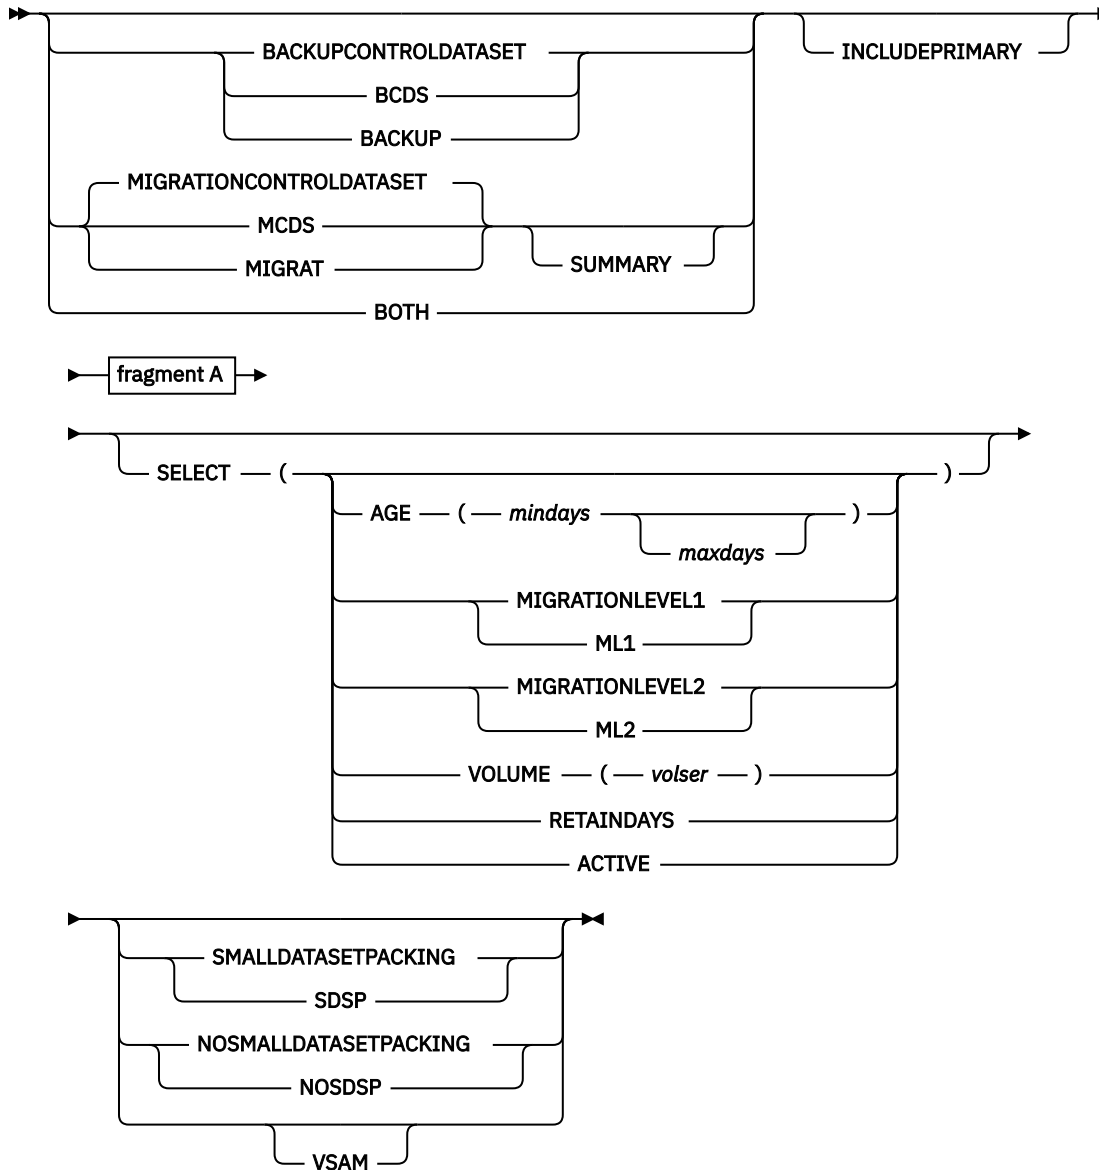 BACKUPCONTROLDATASET INCLUDEPRIMARY
BCDS
BACKUP
MIGRATIONCONTROLDATASET
MCDS
MIGRAT SUMMARY
BOTH
fragment A
SELECT ( )
AGE ( mindays )
maxdays
MIGRATIONLEVEL1
ML1
MIGRATIONLEVEL2
ML2
VOLUME ( volser )
RETAINDAYS
ACTIVE
SMALLDATASETPACKING
SDSP
NOSMALLDATASETPACKING
NOSDSP
VSAM